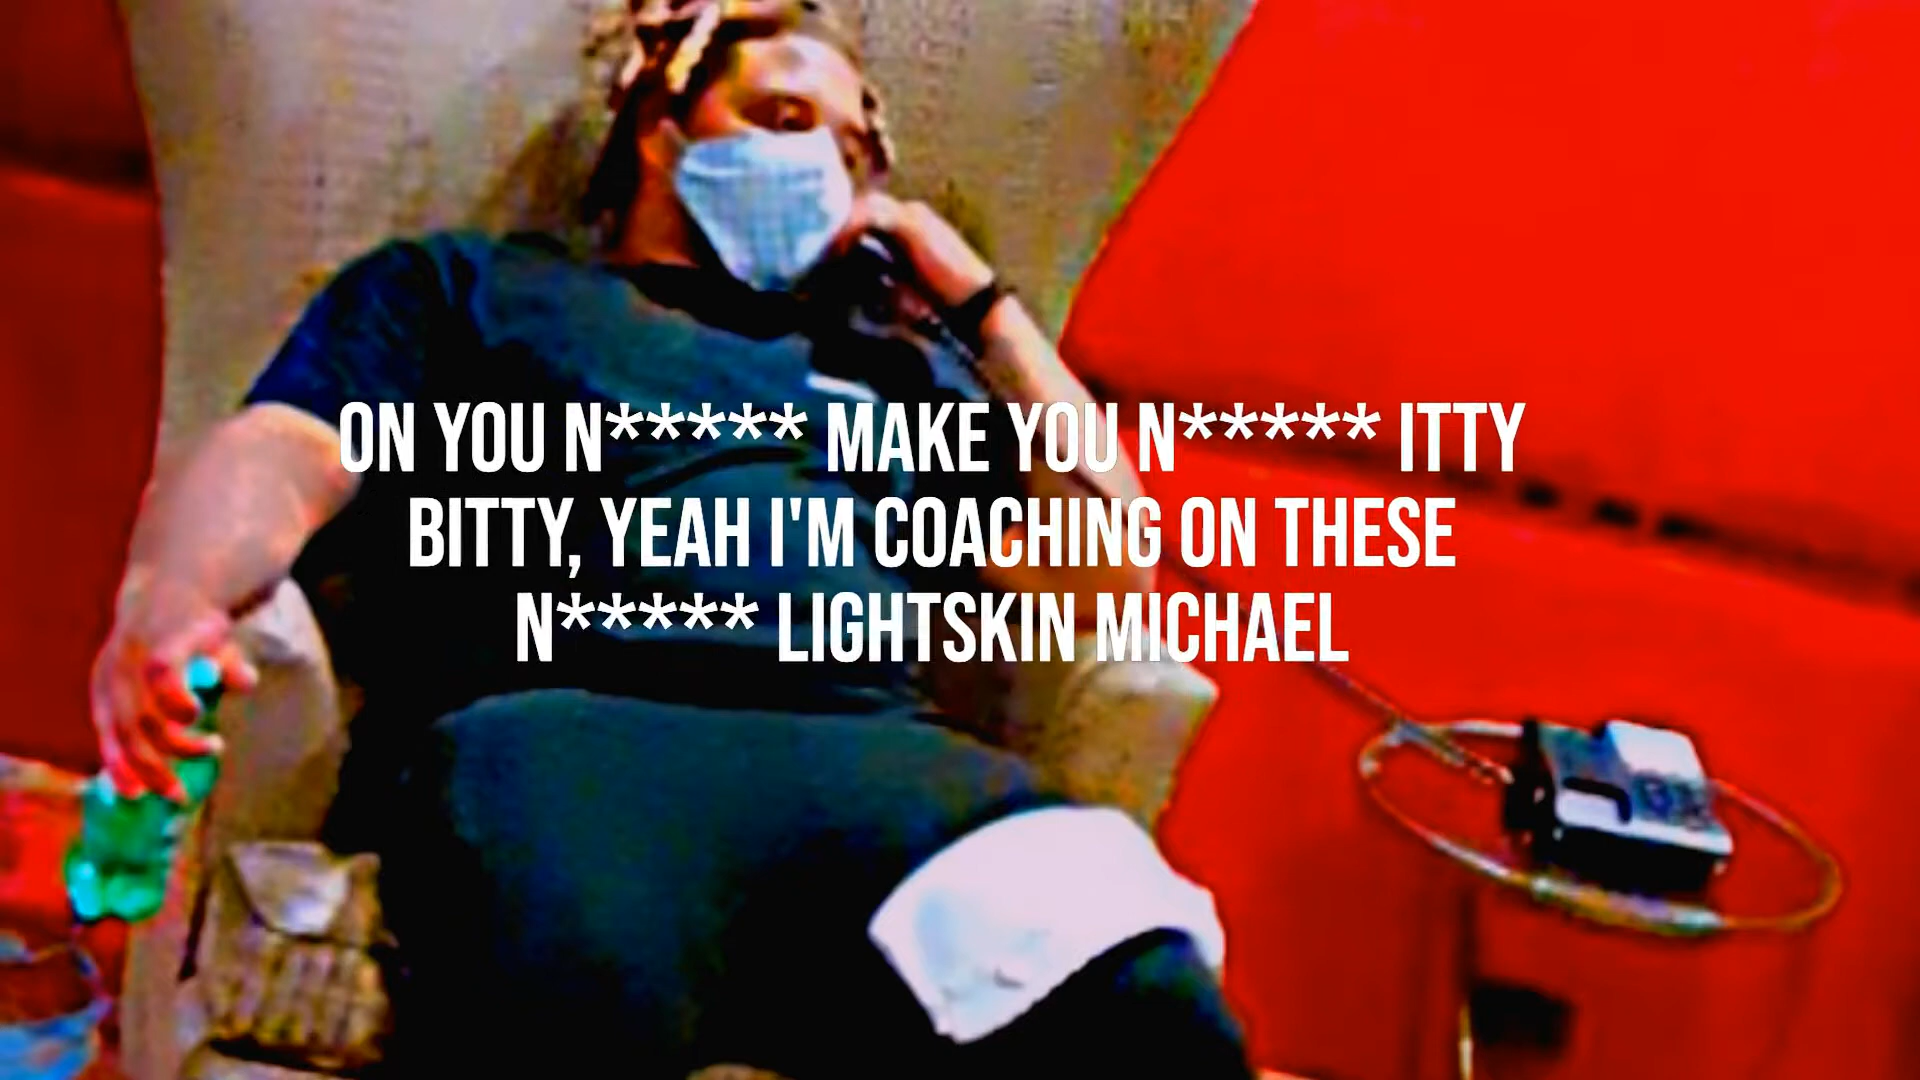 ON YOU N***** MAKE YOU N***** ITTY
BITTY, YEAH I'M COACHING ON THESE
N***** LIGHTSKIN MICHAEL